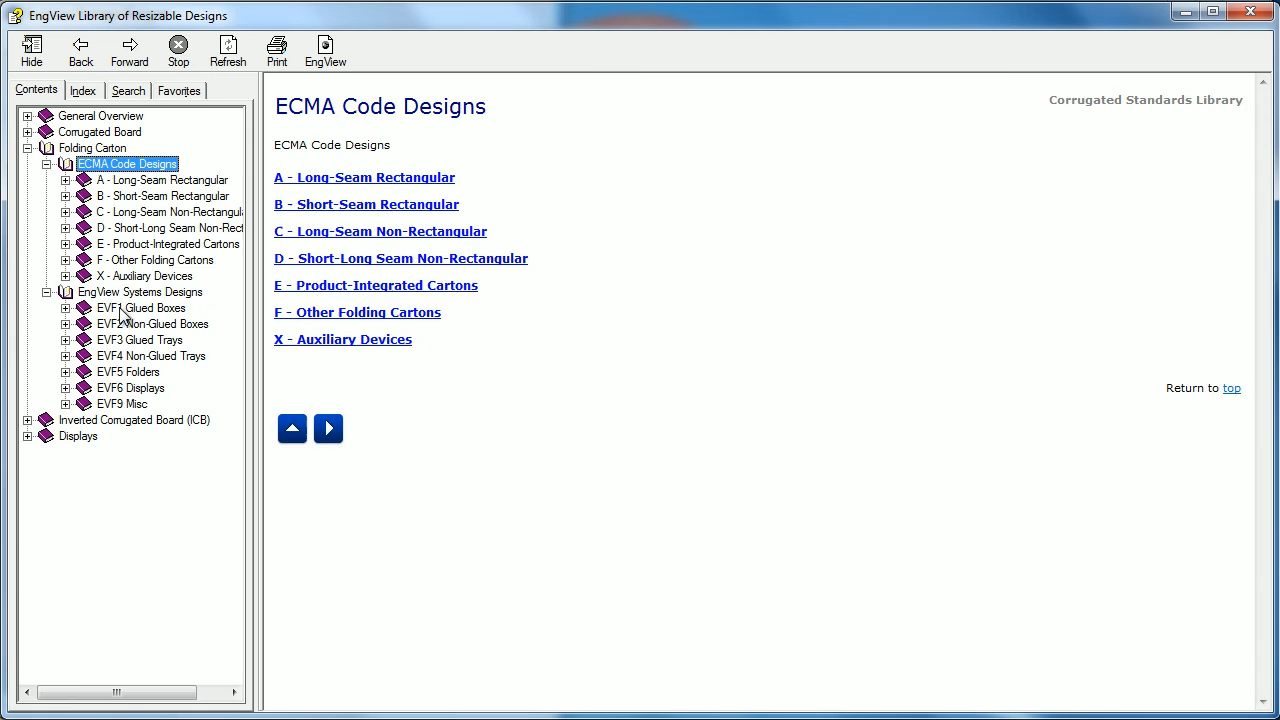 EngView Library of Resizable Designs
Hide Back Forward Stop Refresh Print EngView
Contents Index Search Favorites
General Overview
Corrugated Board
Folding Carton
ECMA Code Designs
A - Long-Seam Rectangular
B - Short-Seam Rectangular
C - Long-Seam Non-Rectangul
D - Short-Long Seam Non-Rect
E - Product-Integrated Cartons
F - Other Folding Cartons
X - Auxiliary Devices
EngView Systems Designs
EVF1 Glued Boxes
EVF2 Non-Glued Boxes
EVF3 Glued Trays
EVF4 Non-Glued Trays
EVF5 Folders
EVF6 Displays
EVF9 Misc
Inverted Corrugated Board (ICB)
Displays
ECMA Code Designs
Corrugated Standards Library
ECMA Code Designs
A - Long-Seam Rectangular
B - Short-Seam Rectangular
C - Long-Seam Non-Rectangular
D - Short-Long Seam Non-Rectangular
E - Product-Integrated Cartons
F - Other Folding Cartons
X - Auxiliary Devices
Return to top